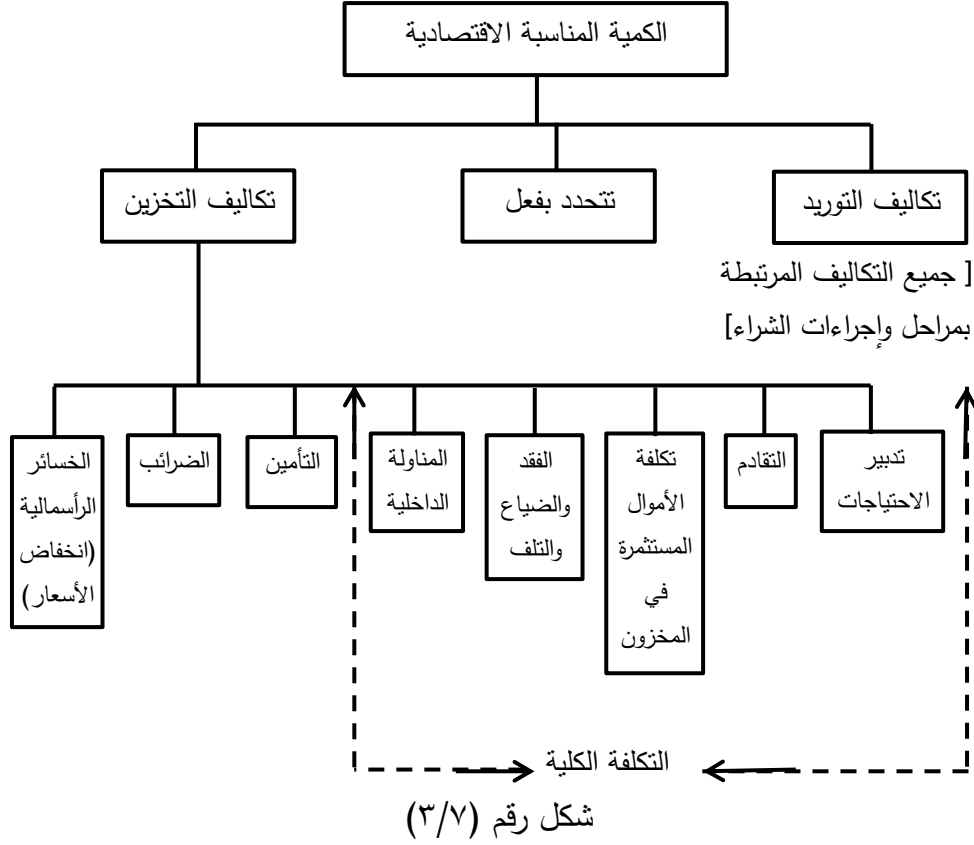 الكمية المناسبة الاقتصادية
تكاليف التوريد
تتحدد بفعل
تكاليف التخزين
[ جميع التكاليف المرتبطة
بمراحل وإجراءات الشراء]
تدبير
الاحتياجات
التقادم
تكلفة
الأموال
المستثمرة
في
المخزون
الفقد
والضياع
والتلف
المناولة
الداخلية
التأمين
الضرائب
الخسائر
الرأسمالية
(انخفاض
الأسعار)
التكلفة الكلية
شكل رقم (٣/٧)